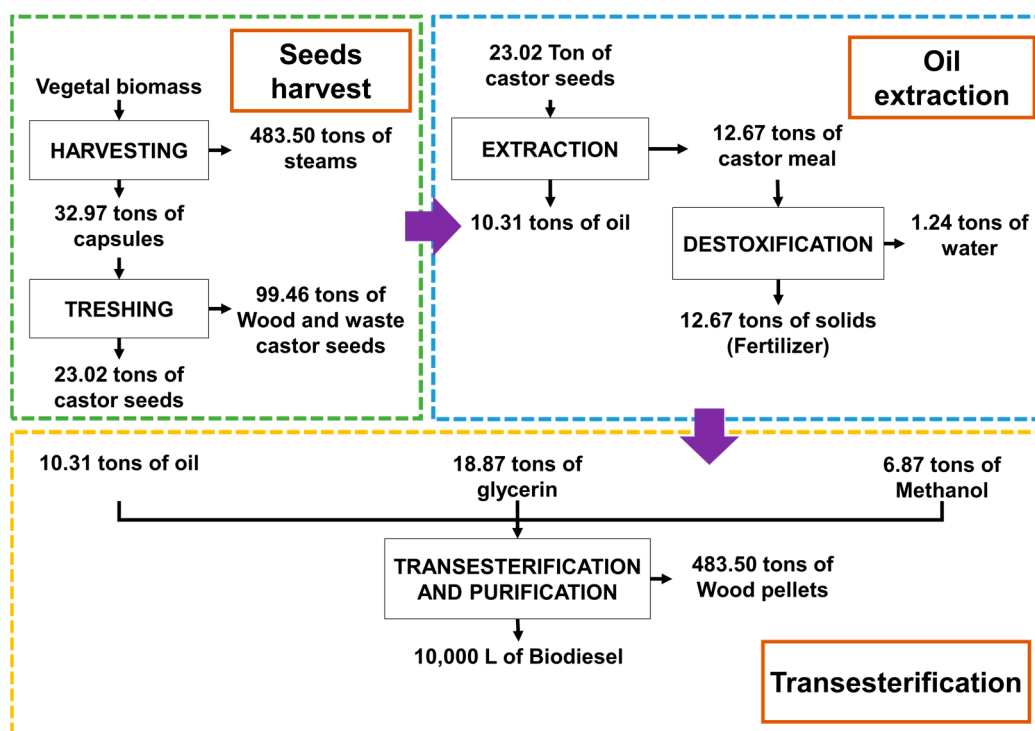 Seeds
harvest
Vegetal biomass
HARVESTING
483.50 tons of
steams
32.97 tons of
capsules
TRESHING
99.46 tons of
Wood and waste
castor seeds
23.02 tons of
castor seeds
Oil
extraction
23.02 Ton of
castor seeds
EXTRACTION
12.67 tons of
castor meal
10.31 tons of oil
DESTOXIFICATION
1.24 tons of
water
12.67 tons of solids
(Fertilizer)
10.31 tons of oil
18.87 tons of
glycerin
6.87 tons of
Methanol
TRANSESTERIFICATION
AND PURIFICATION
483.50 tons of
Wood pellets
10,000 L of Biodiesel
Transesterification